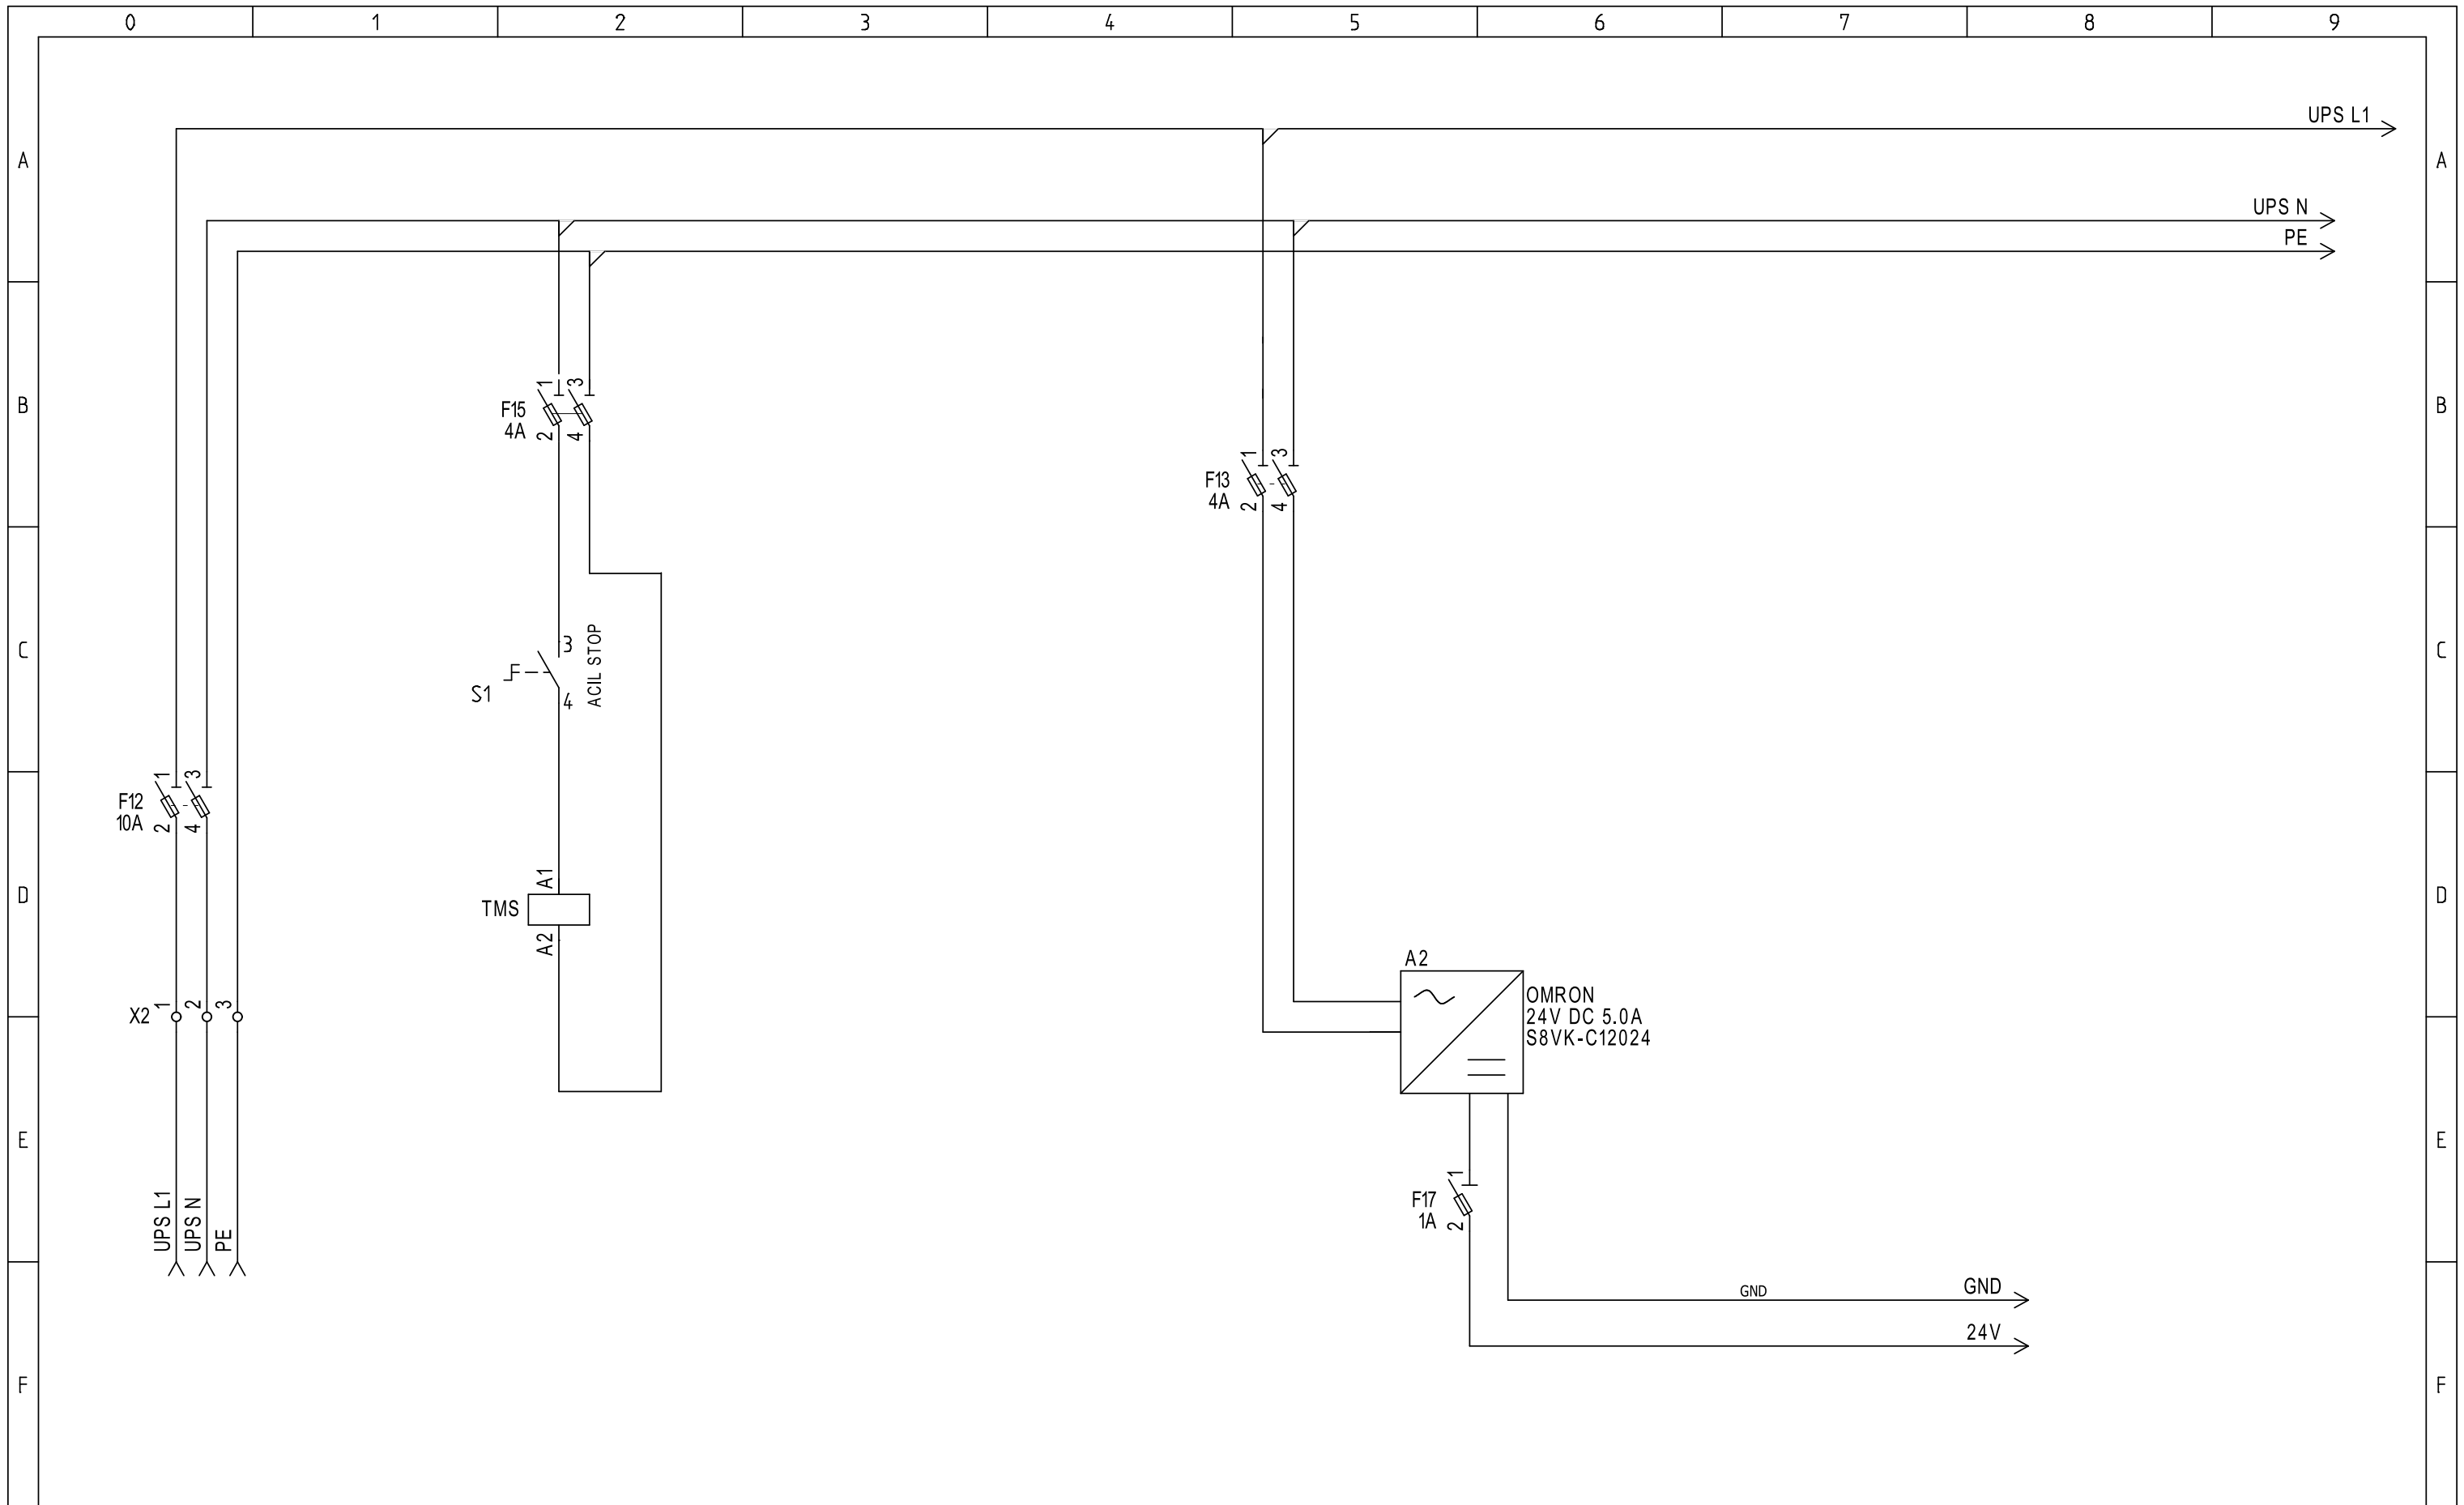 0 1 2 3 4 5 6 7 8 9
UPS L1
A A
UPS N
PE
1 3
F15
4A
2 4
B B
1 3
F13
4A
2 4
3
ACIL STOP
S1
4
C C
1 3
F12
10A
2 4
A1
TMS
A2
D D
A2
OMRON
24V DC 5.0A
S8VK-C12024
X2 1 2 3
E E
1
F17
1A
2
UPS L1
UPS N
PE
GND GND
24V
F F